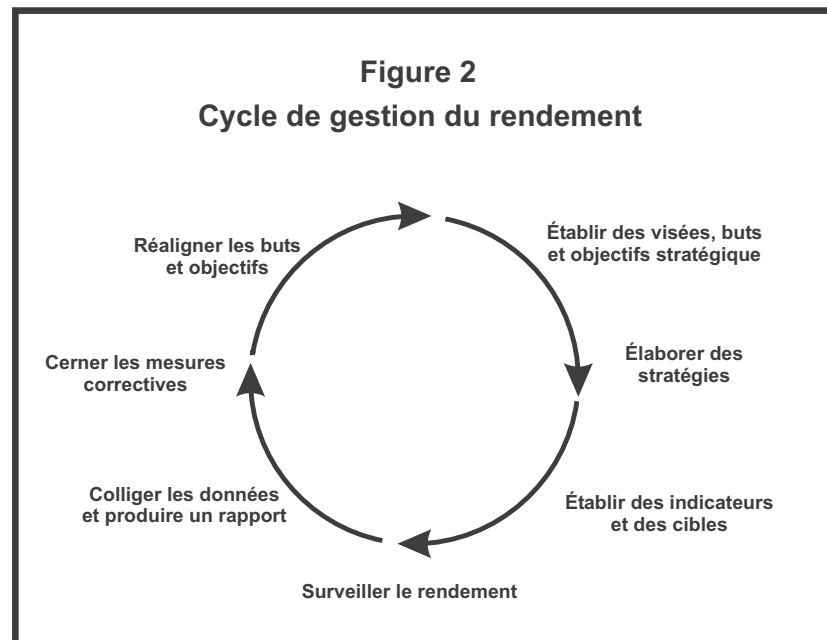 Figure 2
Cycle de gestion du rendement
Établir des visées, buts
et objectifs stratégique
Élaborer des
stratégies
Établir des indicateurs
et des cibles
Surveiller le rendement
Colliger les données
et produire un rapport
Cerner les mesures
correctives
Réaligner les buts
et objectifs